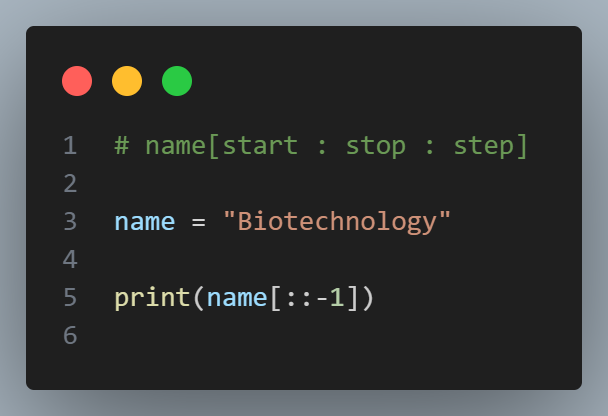 1 # name[start : stop : step]
2
3 name = "Biotechnology"
4
5 print(name[::-1])
6